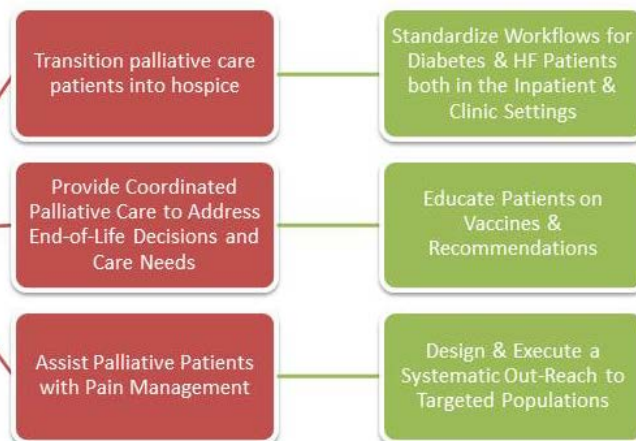 Transition palliative care
patients into hospice
Standardize Workflows for
Diabetes & HF Patients
both in the Inpatient &
Clinic Settings
Provide Coordinated
Palliative Care to Address
End-of-Life Decisions and
Care Needs
Educate Patients on
Vaccines &
Recommendations
Assist Palliative Patients
with Pain Management
Design & Execute a
Systematic Out-Reach to
Targeted Populations